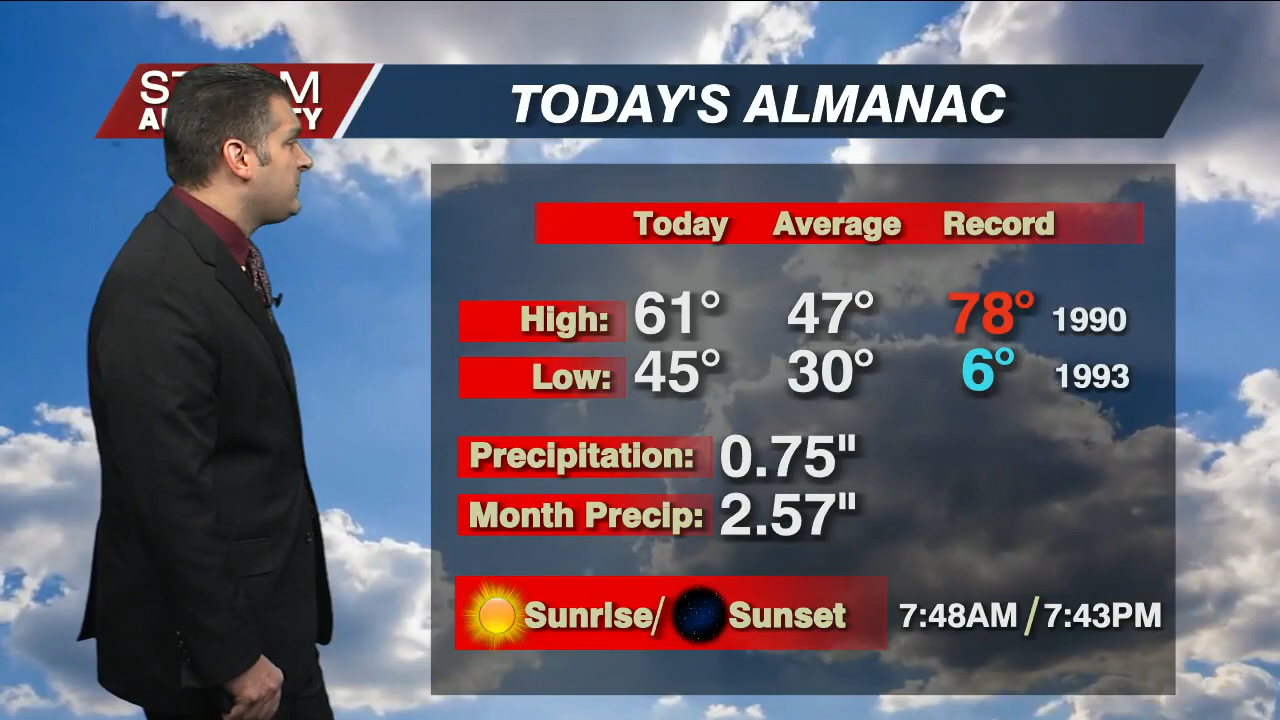 TODAY'S ALMANAC
Today Average Record
High: 61° 47° 78° 1990
Low: 45° 30° 6° 1993
Precipitation: 0.75"
Month Precip: 2.57"
Sunrise/ Sunset 7:48AM / 7:43PM